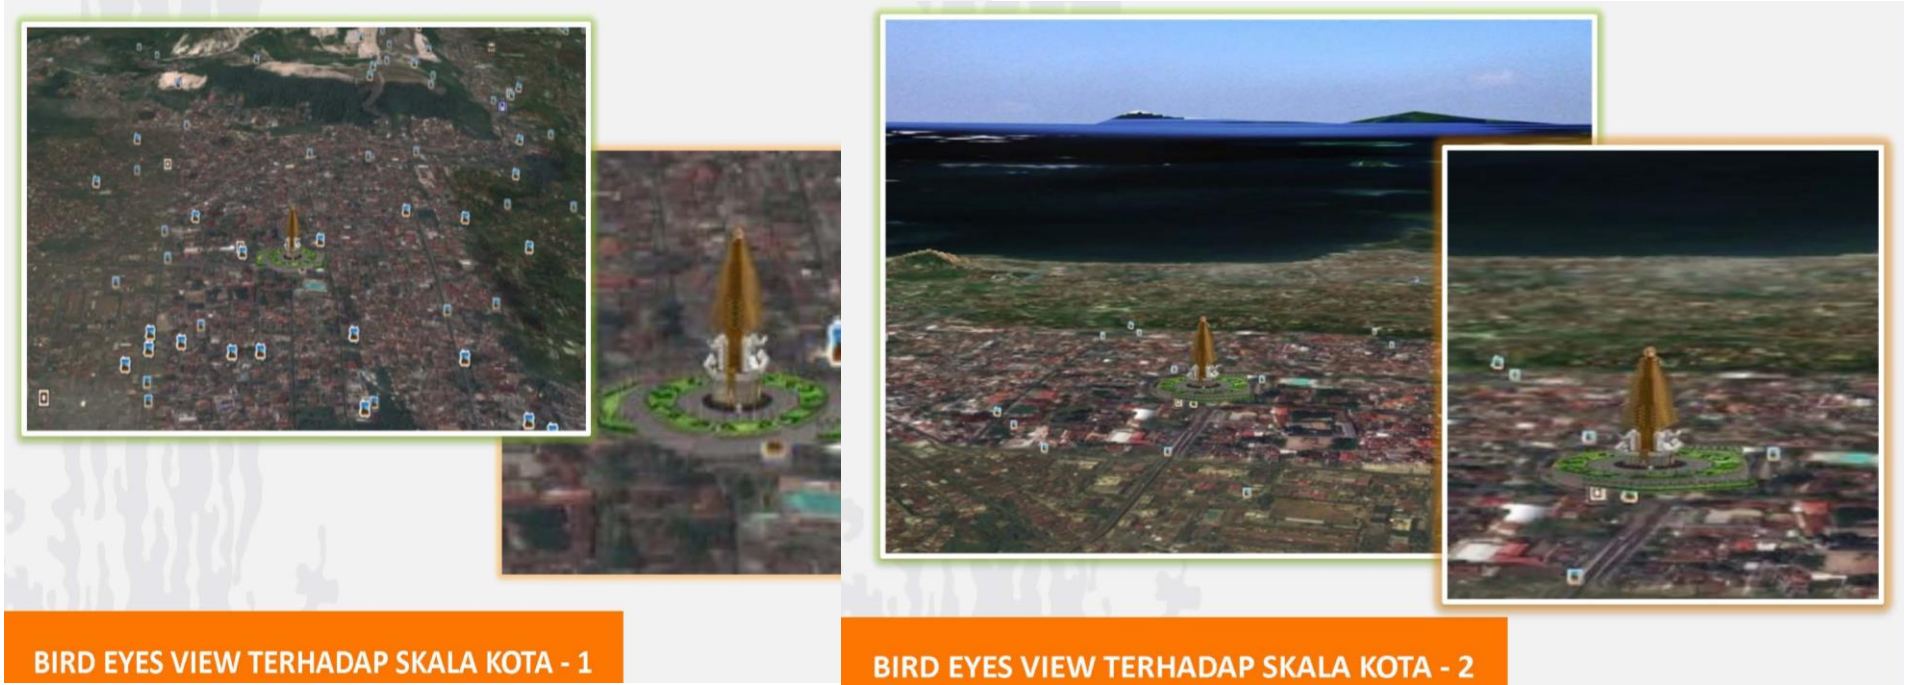 BIRD EYES VIEW TERHADAP SKALA KOTA - 1
BIRD EYES VIEW TERHADAP SKALA KOTA - 2